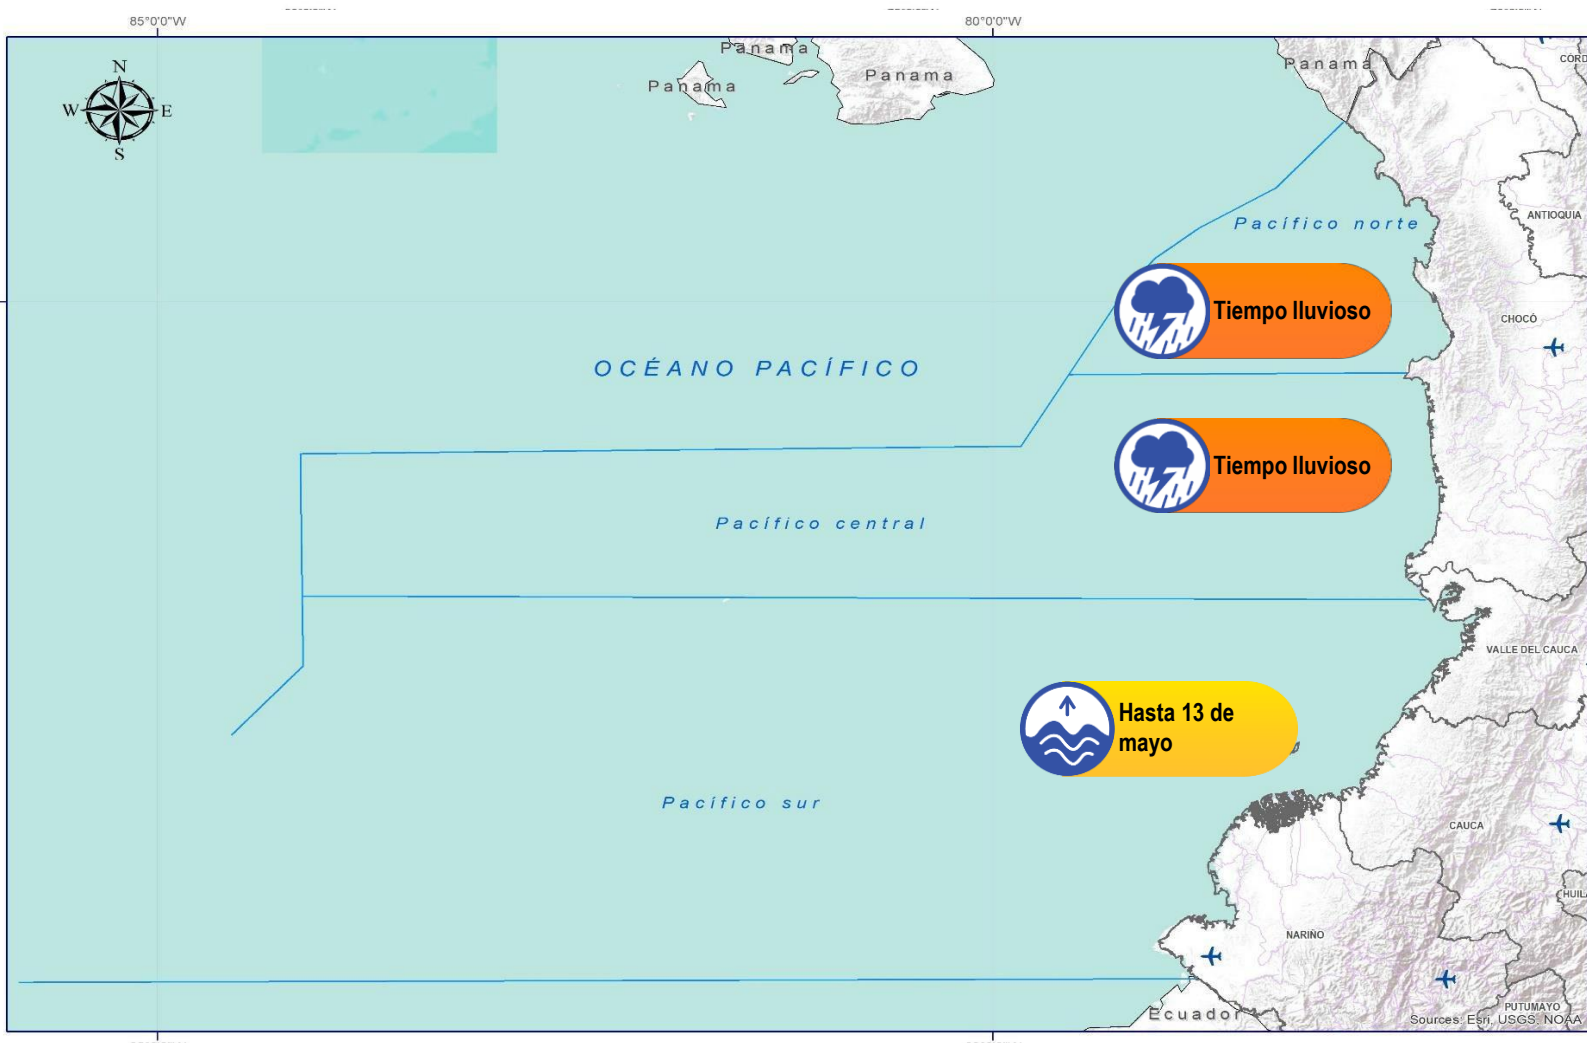 85°0'0"W
80°0'0"W
N
W
E
S
Panama
Panama
Panama
Panama
CORD
ANTIOQUIA
Pacífico norte
Tiempo lluvioso
CHOCÓ
OCÉANO PACÍFICO
Tiempo lluvioso
Pacífico central
VALLE DEL CAUCA
Hasta 13 de
mayo
Pacífico sur
CAUCA
HUILA
NARIÑO
PUTUMAYO
Ecuador
Sources: Esri, USGS, NOAA